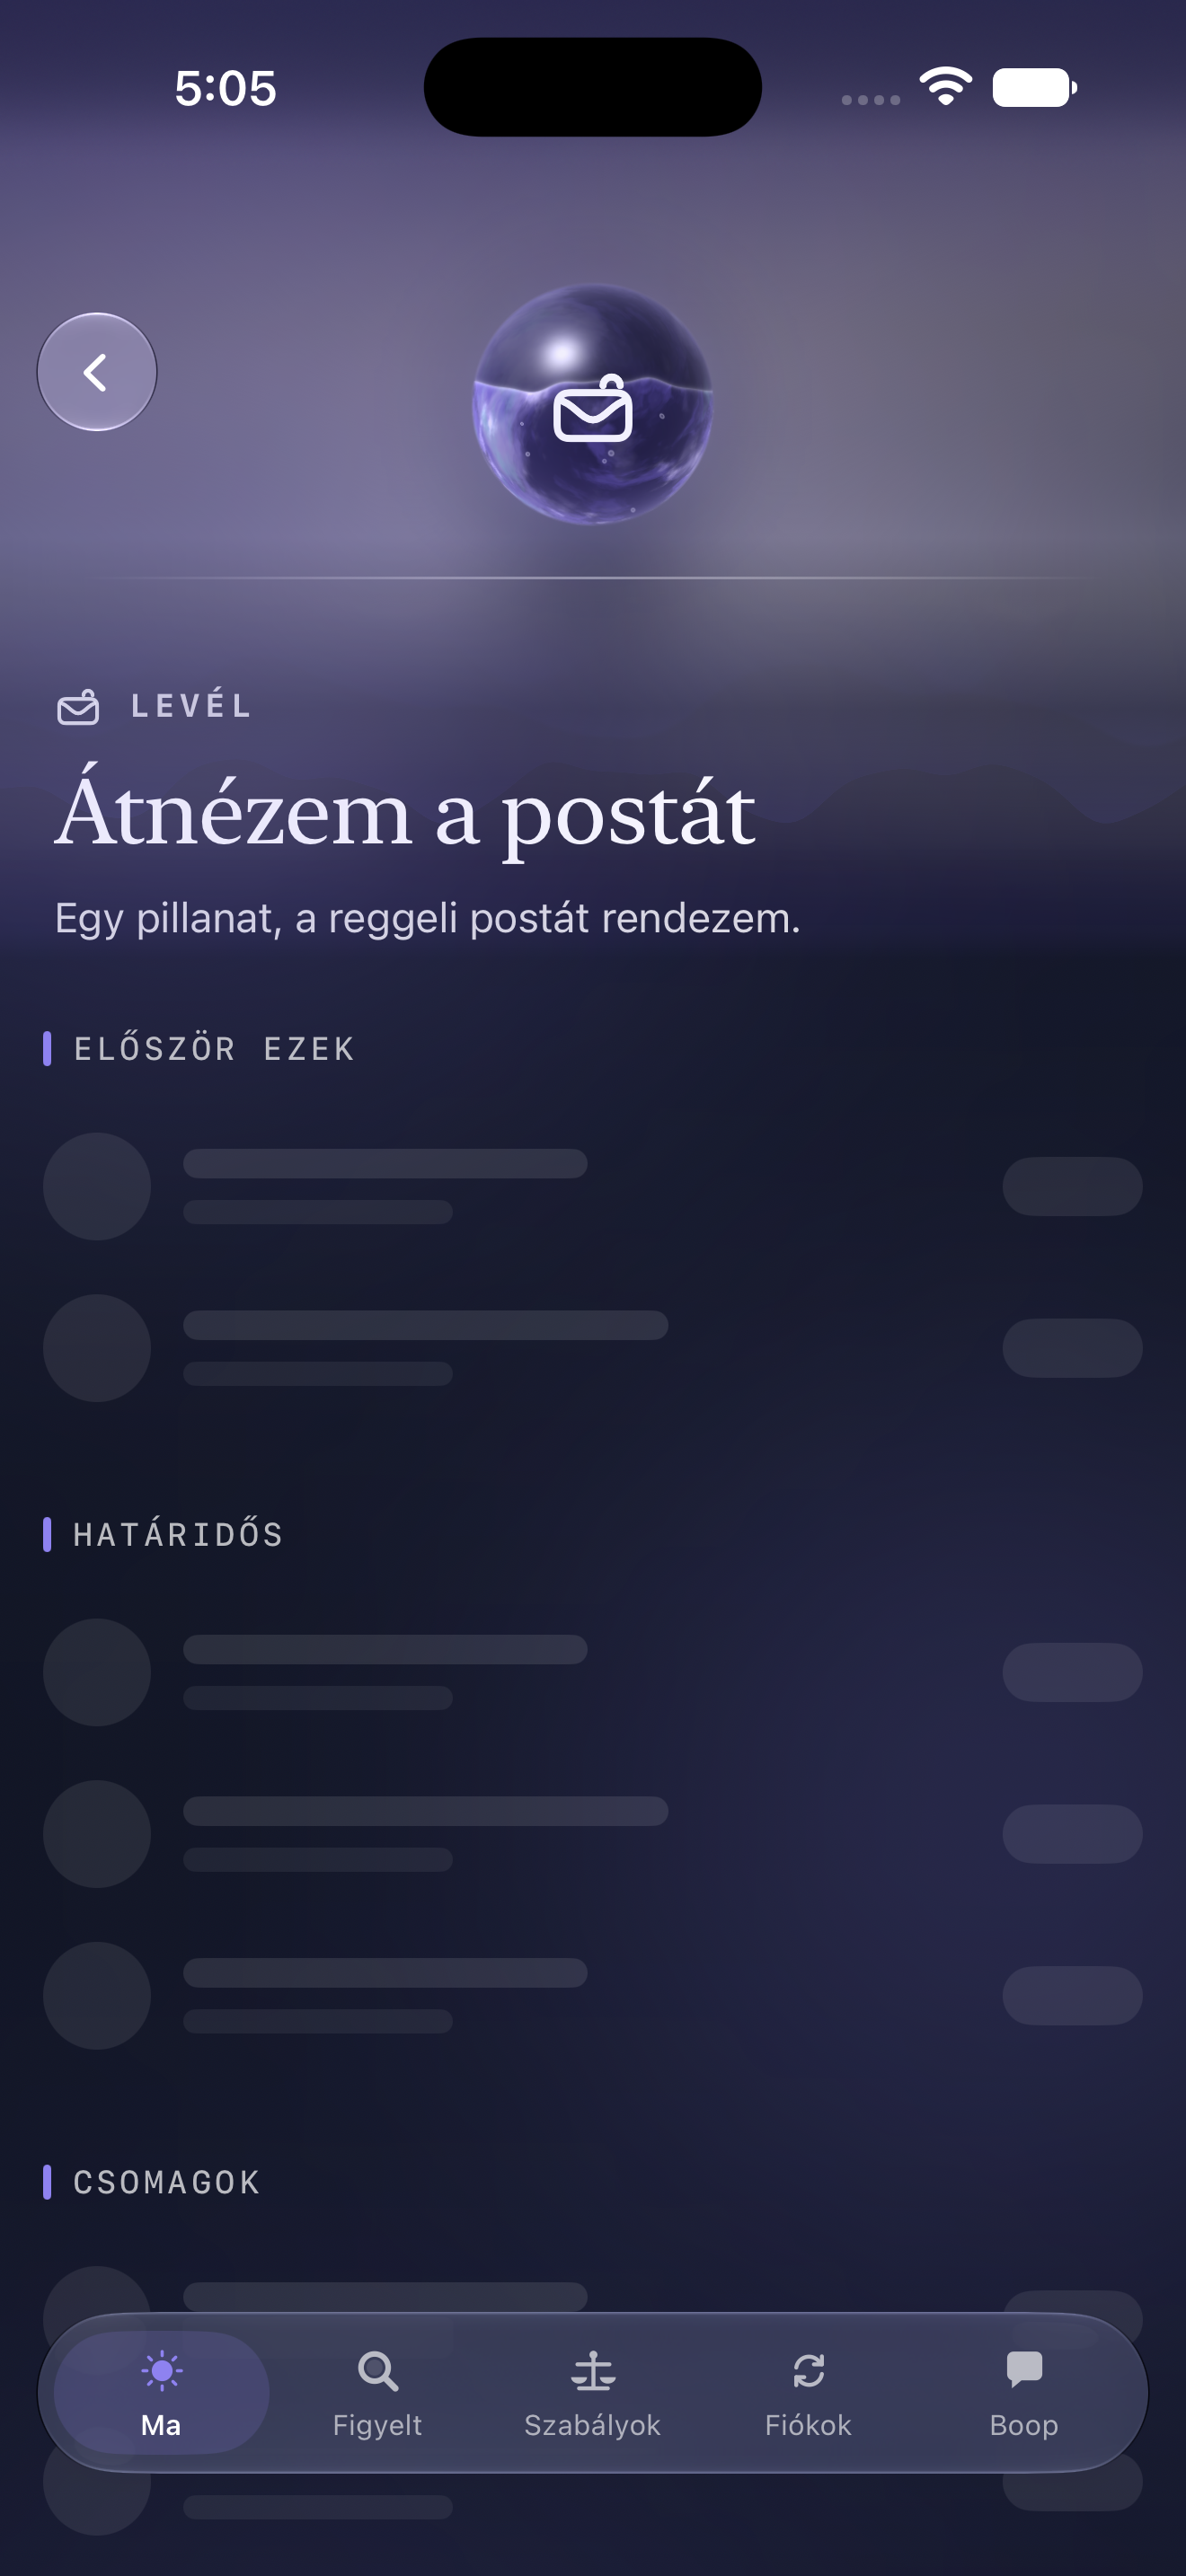 5:05
LEVÉL
Átnézem a postát
Egy pillanat, a reggeli postát rendezem.
ELŐSZÖR EZEK
HATÁRIDŐS
CSOMAGOK
Ma
Figyelt
Szabályok
Fiókok
Boop